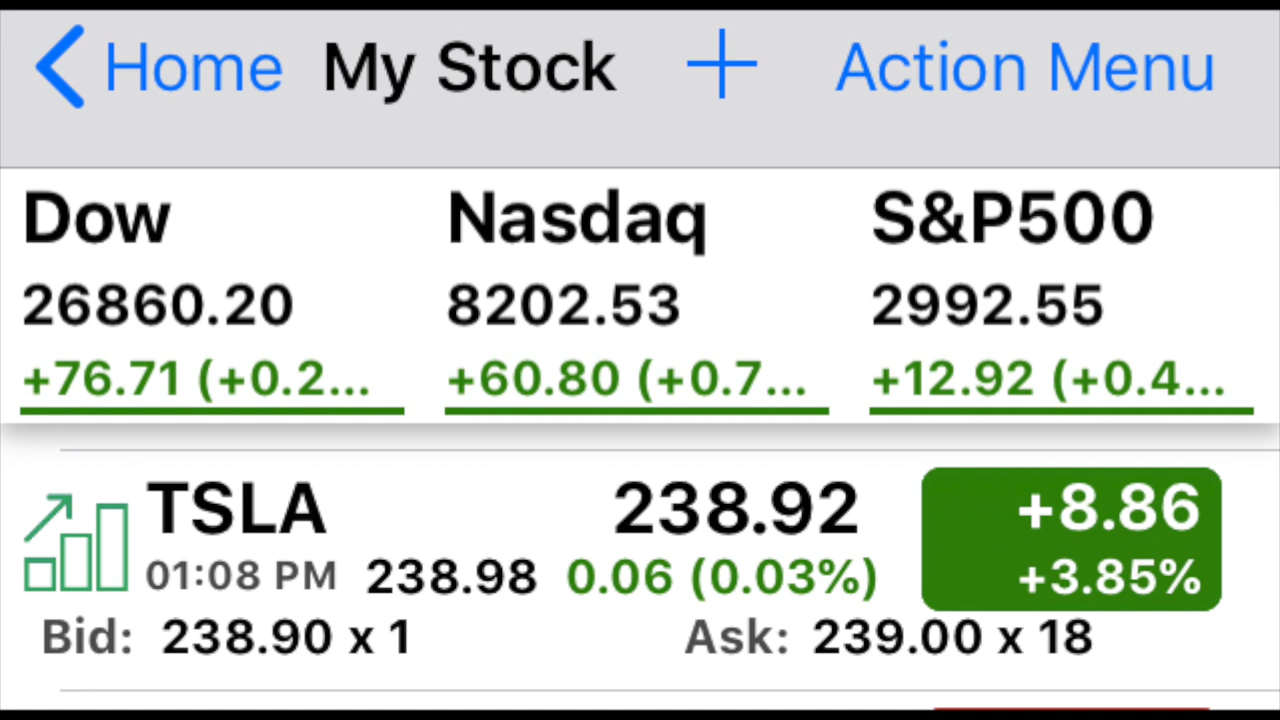 Home My Stock + Action Menu
Dow Nasdaq S&P500
26860.20 8202.53 2992.55
+76.71 (+0.2... +60.80 (+0.7... +12.92 (+0.4...
TSLA 238.92 +8.86
01:08 PM 238.98 0.06 (0.03%) +3.85%
Bid: 238.90 x 1 Ask: 239.00 x 18